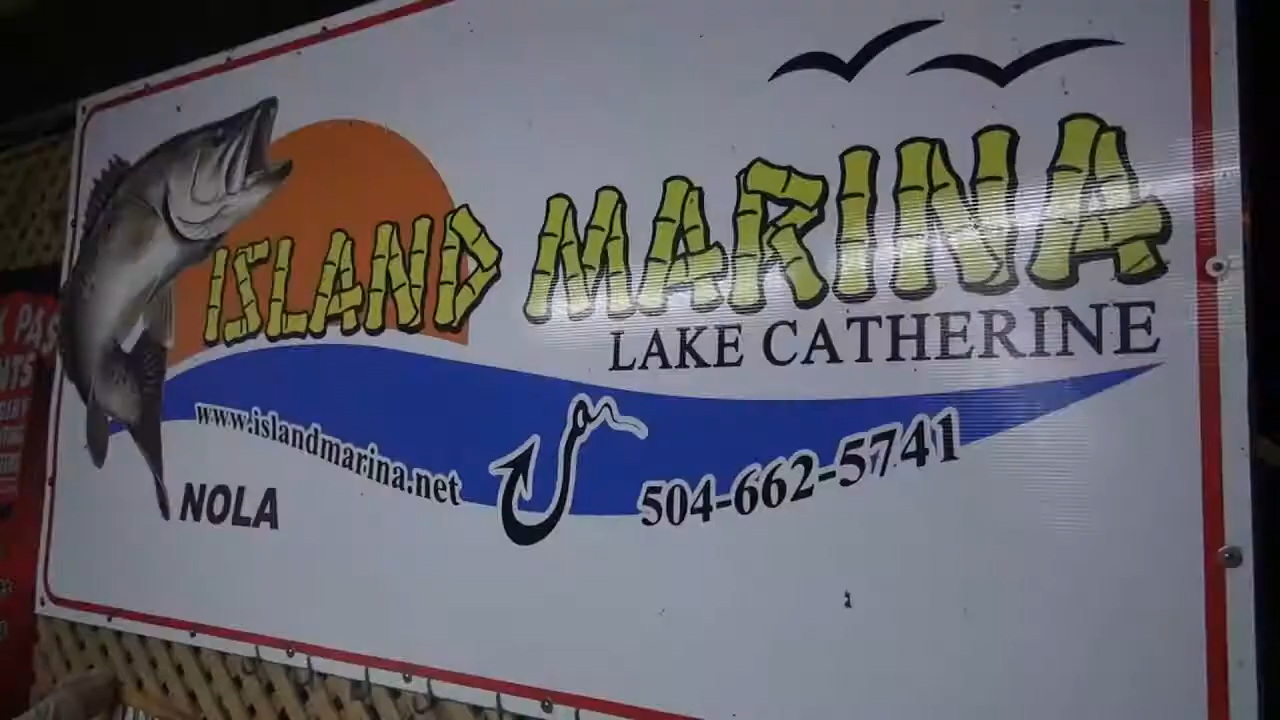 ISLAND MARINA
LAKE CATHERINE
www.islandmarina.net
504-662-5741
NOLA